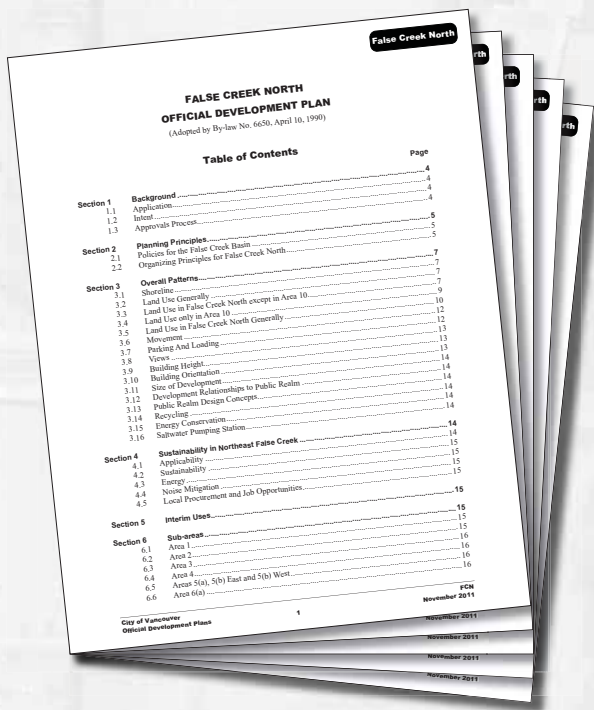 False Creek North
rth
rth
rth
rth
FALSE CREEK NORTH
OFFICIAL DEVELOPMENT PLAN
(Adopted by By-law No. 6650, April 10, 1990)
Table of Contents
Page
Section 1 Background 4
1.1 Application 4
1.2 Intent 4
1.3 Approvals Process 4
Section 2 Planning Principles 5
2.1 Policies for the False Creek Basin 5
2.2 Organizing Principles for False Creek North 5
Section 3 Overall Patterns 7
3.1 Shoreline 7
3.2 Land Use Generally 7
3.3 Land Use in False Creek North except in Area 10 7
3.4 Land Use only in Area 10 9
3.5 Land Use in False Creek North Generally 10
3.6 Movement 12
3.7 Parking And Loading 12
3.8 Views 13
3.9 Building Height 13
3.10 Building Orientation 13
3.11 Size of Development 14
3.12 Development Relationships to Public Realm 14
3.13 Public Realm Design Concepts 14
3.14 Recycling 14
3.15 Energy Conservation 14
3.16 Saltwater Pumping Station 14
Section 4 Sustainability in Northeast False Creek 14
4.1 Applicability 14
4.2 Sustainability 15
4.3 Energy 15
4.4 Noise Mitigation 15
4.5 Local Procurement and Job Opportunities 15
Section 5 Interim Uses 15
Section 6 Sub-areas 15
6.1 Area 1 15
6.2 Area 2 15
6.3 Area 3 16
6.4 Area 4 16
6.5 Areas 5(a), 5(b) East and 5(b) West 16
6.6 Area 6(a) 16
City of Vancouver 1 FCN
Official Development Plans November 2011
November 2011
November 2011
November 2011
November 2011